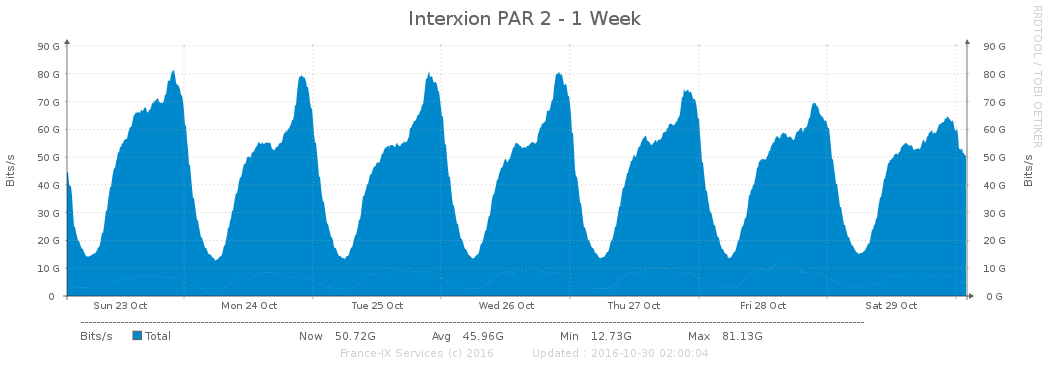 Interxion PAR 2 - 1 Week
RRDTOOL / TOBI OETIKER
90 G 90 G
80 G 80 G
70 G 70 G
60 G 60 G
50 G 50 G
40 G 40 G
30 G 30 G
20 G 20 G
10 G 10 G
0 0 G
Bits/s
Bits/s
Sun 23 Oct Mon 24 Oct Tue 25 Oct Wed 26 Oct Thu 27 Oct Fri 28 Oct Sat 29 Oct
Bits/s Total Now 50.72G Avg 45.96G Min 12.73G Max 81.13G
France-IX Services (c) 2016 Updated : 2016-10-30 02:00:04